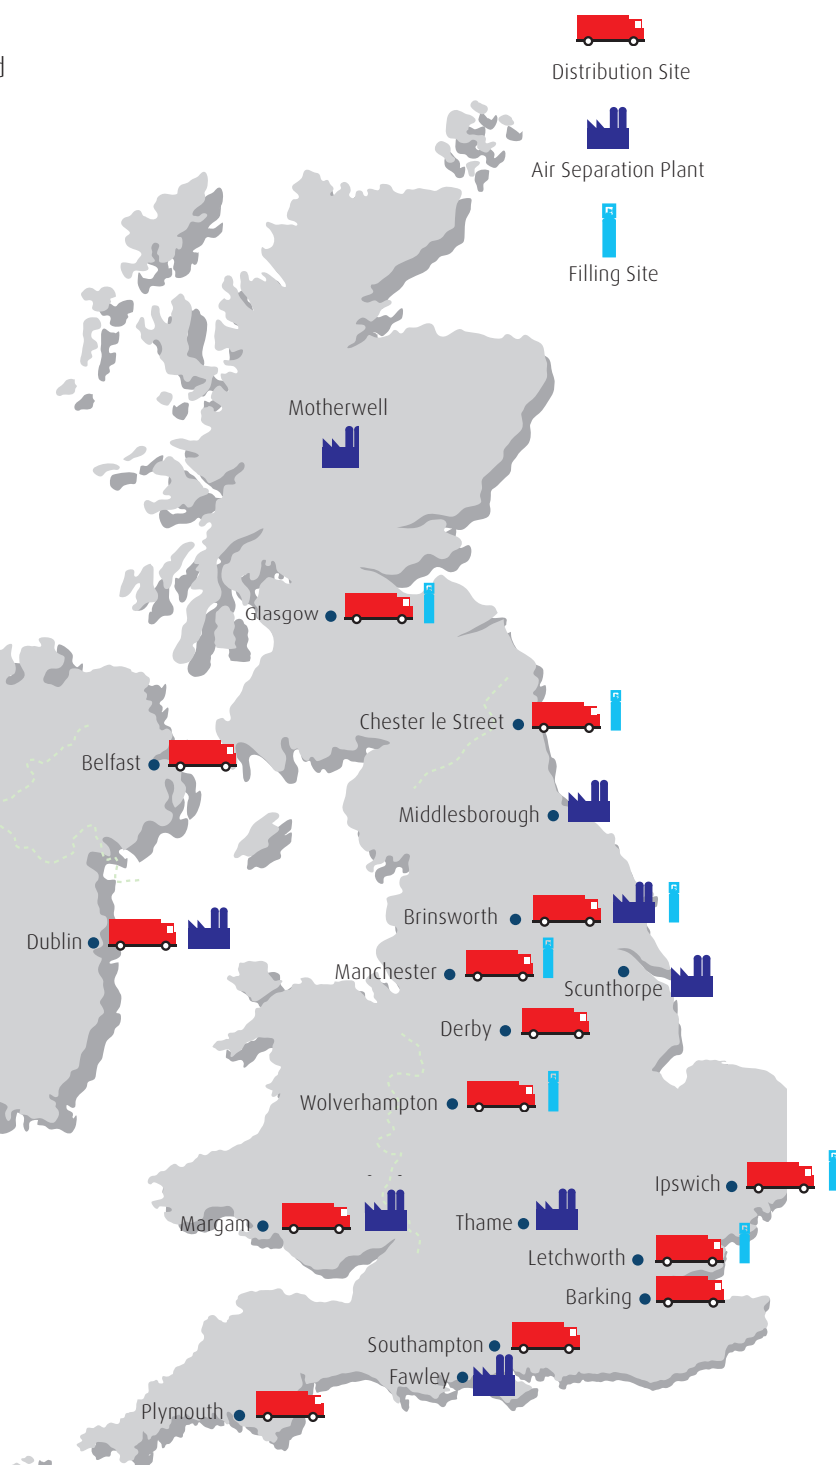 Distribution Site
Air Separation Plant
Filling Site
Motherwell
Glasgow
Chester le Street
Belfast
Middlesborough
Brinsworth
Dublin
Manchester
Scunthorpe
Derby
Wolverhampton
Ipswich
Margam
Thame
Letchworth
Barking
Southampton
Fawley
Plymouth